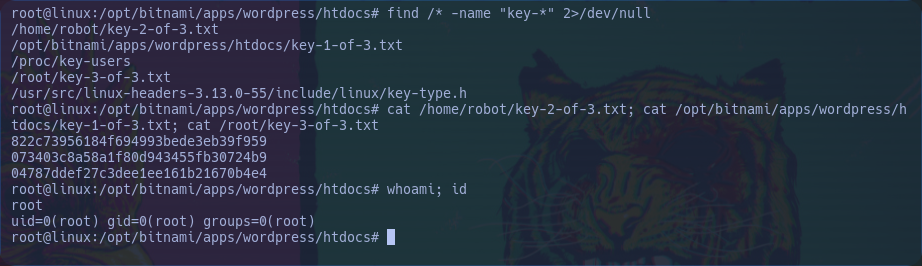 root@linux:/opt/bitnami/apps/wordpress/htdocs# find /* -name "key-*" 2>/dev/null
/home/robot/key-2-of-3.txt
/opt/bitnami/apps/wordpress/htdocs/key-1-of-3.txt
/proc/key-users
/root/key-3-of-3.txt
/usr/src/linux-headers-3.13.0-55/include/linux/key-type.h
root@linux:/opt/bitnami/apps/wordpress/htdocs# cat /home/robot/key-2-of-3.txt; cat /opt/bitnami/apps/wordpress/h
tdocs/key-1-of-3.txt; cat /root/key-3-of-3.txt
822c73956184f694993bede3eb39f959
073403c8a58a1f80d943455fb30724b9
04787ddef27c3dee1ee161b21670b4e4
root@linux:/opt/bitnami/apps/wordpress/htdocs# whoami; id
root
uid=0(root) gid=0(root) groups=0(root)
root@linux:/opt/bitnami/apps/wordpress/htdocs#